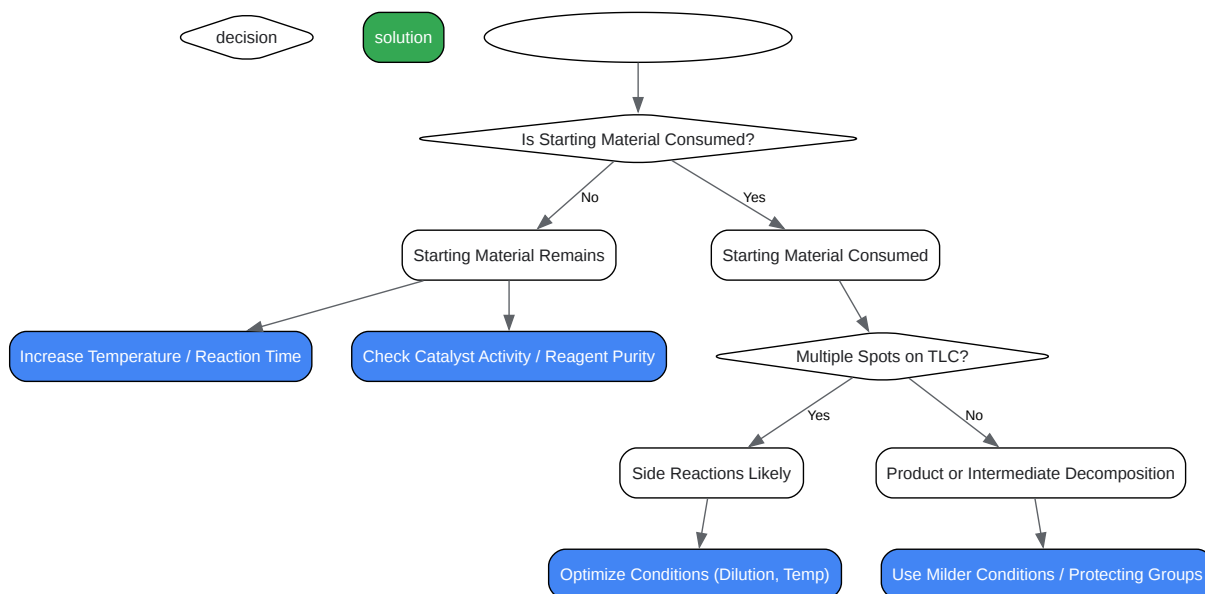 decision
solution
Is Starting Material Consumed?
No
Yes
Starting Material Remains
Starting Material Consumed
Increase Temperature / Reaction Time
Check Catalyst Activity / Reagent Purity
Multiple Spots on TLC?
Yes
No
Side Reactions Likely
Product or Intermediate Decomposition
Optimize Conditions (Dilution, Temp)
Use Milder Conditions / Protecting Groups